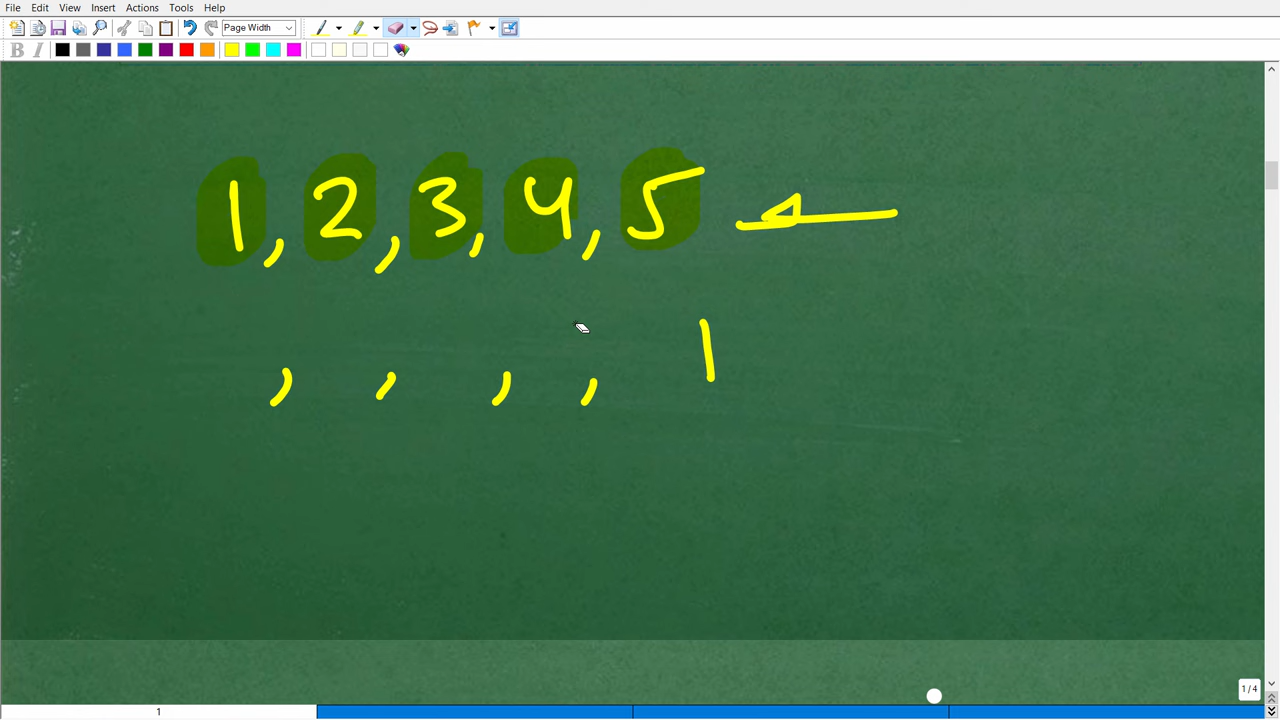 File Edit View Insert Actions Tools Help
Page Width
B I
1, 2, 3, 4, 5
, , , , 1
1 / 4
1